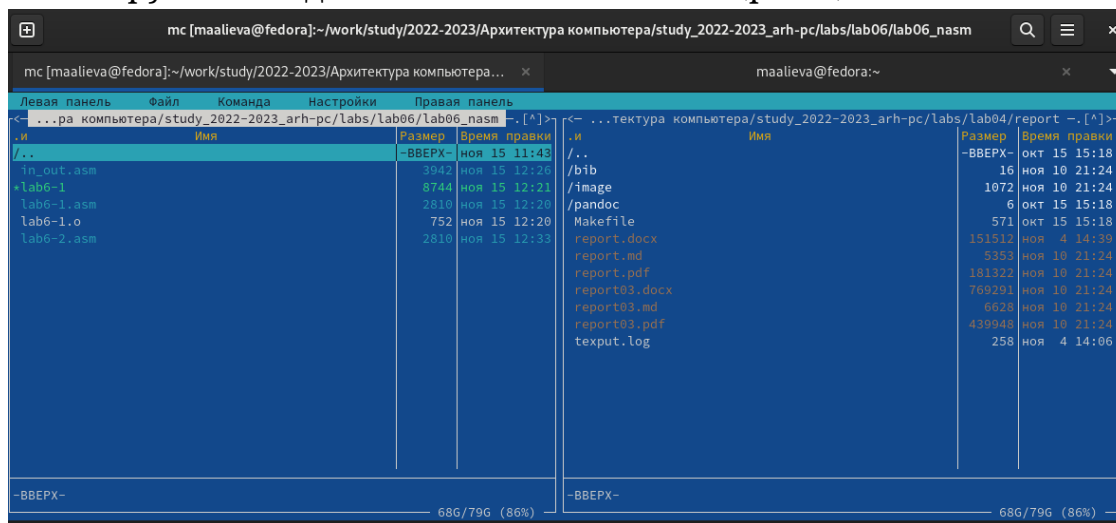 mc [maalieva@fedora]:~/work/study/2022-2023/Архитектура компьютера/study_2022-2023_arh-pc/labs/lab06/lab06_nasm
mc [maalieva@fedora]:~/work/study/2022-2023/Архитектура компьютера… × maalieva@fedora:~ ×
Левая панель Файл Команда Настройки Правая панель
<− ...ра компьютера/study_2022-2023_arh-pc/labs/lab06/lab06_nasm −.[^]> <− ...тектура компьютера/study_2022-2023_arh-pc/labs/lab04/report −.[^]>
.и Имя Размер Время правки .и Имя Размер Время правки
/.. -ВВЕРХ- ноя 15 11:43 /.. -ВВЕРХ- окт 15 15:18
in_out.asm 3942 ноя 15 12:26 /bib 16 ноя 10 21:24
*lab6-1 8744 ноя 15 12:21 /image 1072 ноя 10 21:24
lab6-1.asm 2810 ноя 15 12:20 /pandoc 6 окт 15 15:18
lab6-1.o 752 ноя 15 12:20 Makefile 571 окт 15 15:18
lab6-2.asm 2810 ноя 15 12:33 report.docx 151512 ноя 4 14:39
report.md 5353 ноя 10 21:24
report.pdf 181322 ноя 10 21:24
report03.docx 769291 ноя 10 21:24
report03.md 6628 ноя 10 21:24
report03.pdf 439948 ноя 10 21:24
texput.log 258 ноя 4 14:06
-ВВЕРХ- -ВВЕРХ-
68G/79G (86%) 68G/79G (86%)